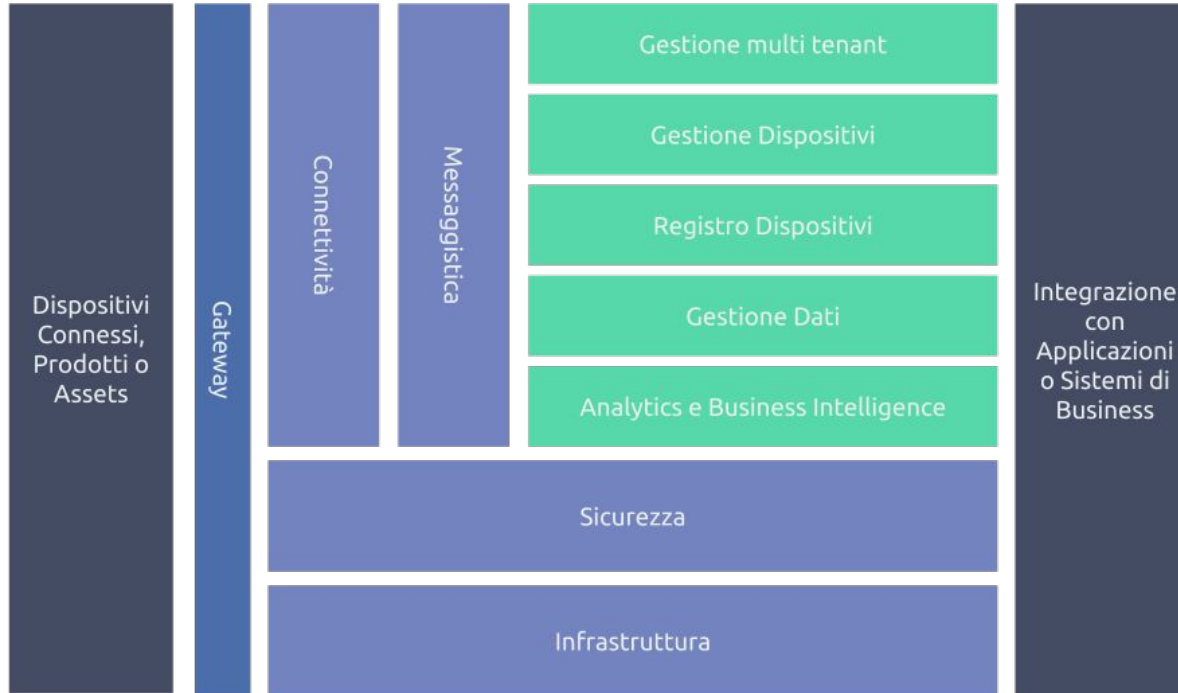 Dispositivi
Connessi,
Prodotti o
Assets
Gateway
Connettività
Messaggistica
Gestione multi tenant
Gestione Dispositivi
Registro Dispositivi
Gestione Dati
Analytics e Business Intelligence
Sicurezza
Infrastruttura
Integrazione
con
Applicazioni
o Sistemi di
Business